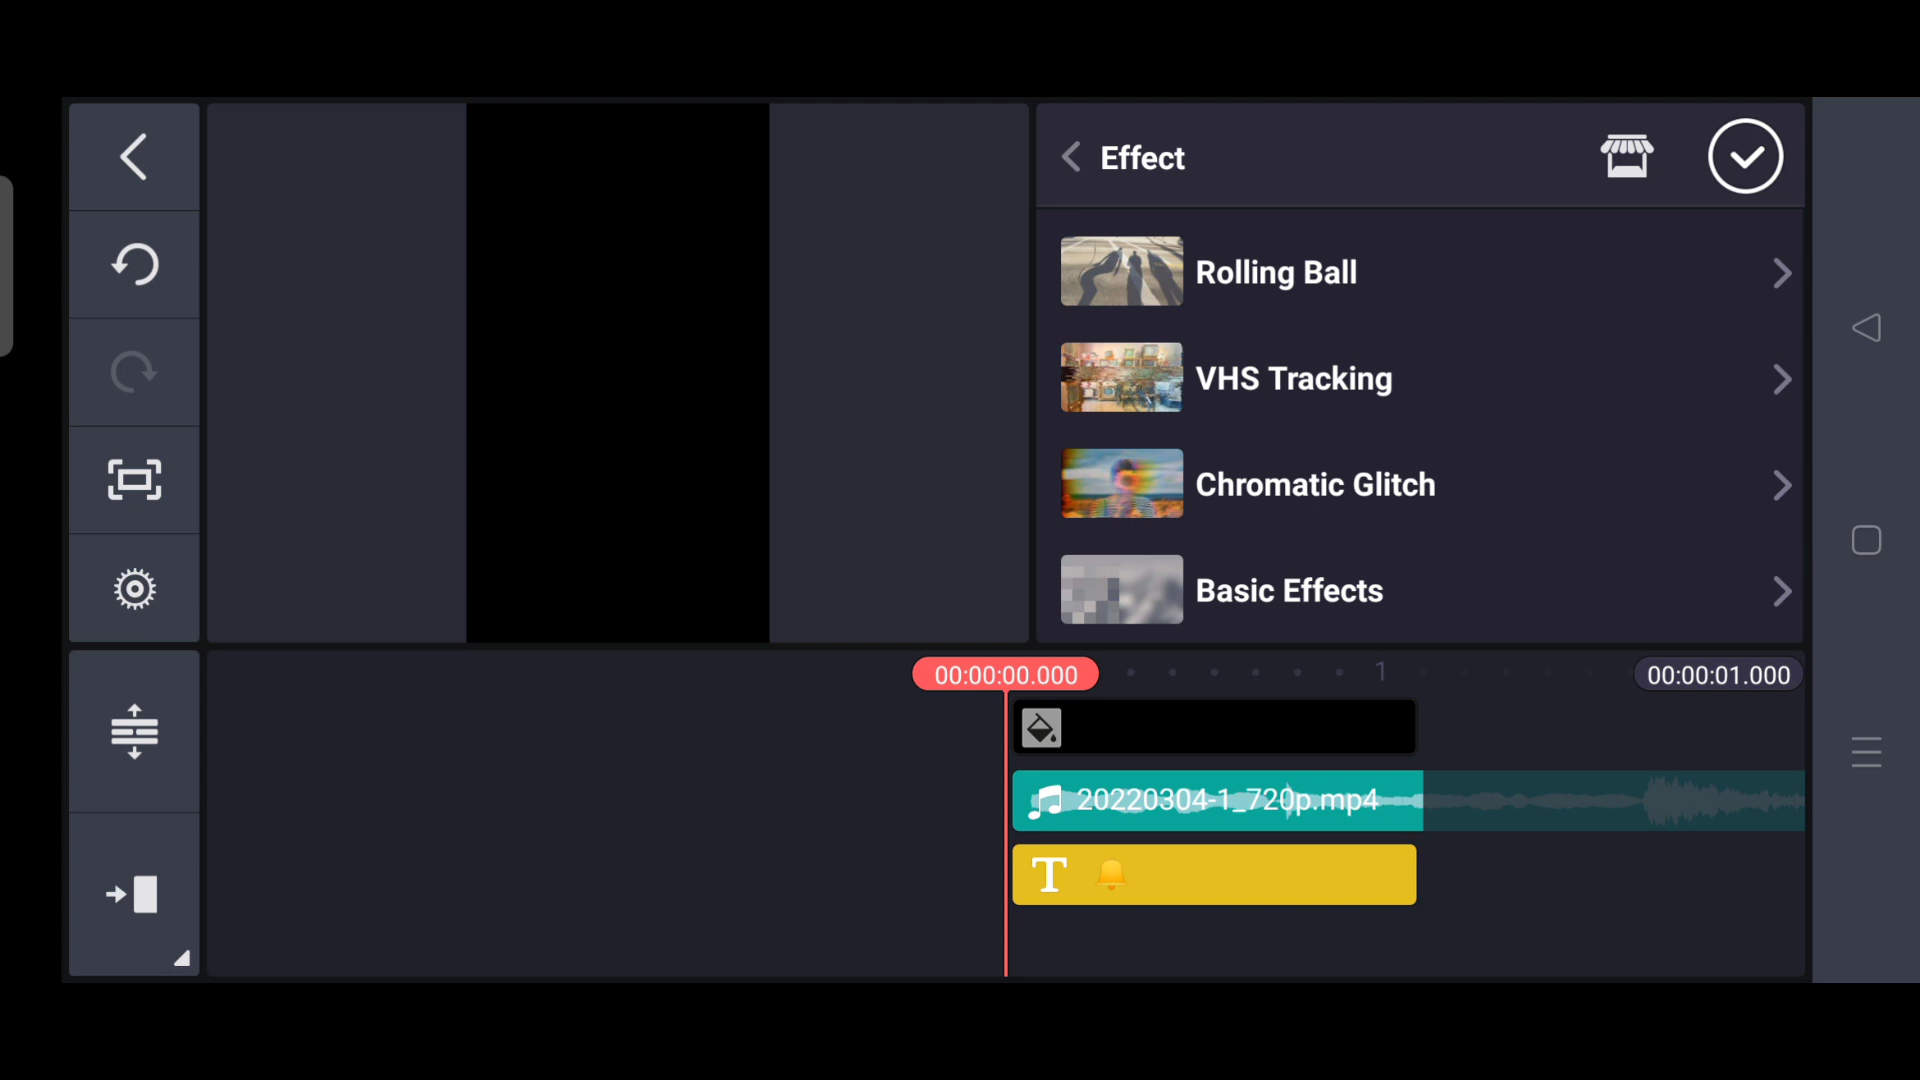 Effect
Rolling Ball
VHS Tracking
Chromatic Glitch
Basic Effects
00:00:00.000
1
00:00:01.000
20220304-1_720p.mp4
T